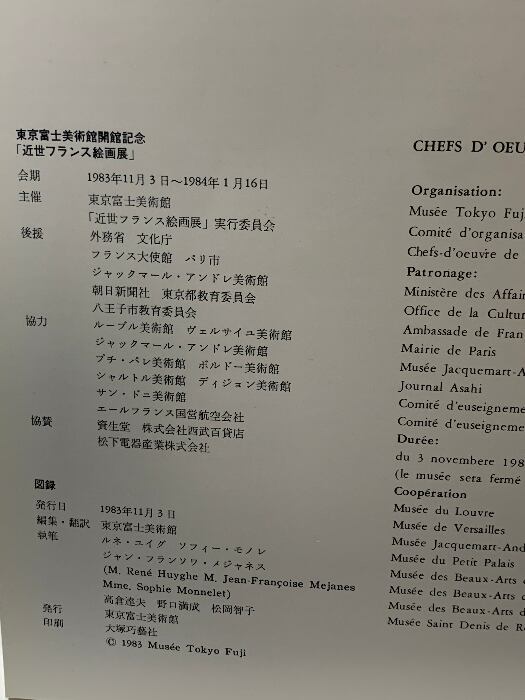 東京富士美術館開館記念
「近世フランス絵画展」
会期 1983年11月3日〜1984年1月16日
主催 東京富士美術館
「近世フランス絵画展」実行委員会
後援 外務省 文化庁
フランス大使館 パリ市
ジャックマール・アンドレ美術館
朝日新聞社 東京都教育委員会
八王子市教育委員会
協力 ルーブル美術館 ヴェルサイユ美術館
ジャックマール・アンドレ美術館
プチ・パレ美術館 ボルドー美術館
シャルトル美術館 ディジョン美術館
サン・ドニ美術館
エールフランス国営航空会社
協賛 資生堂 株式会社西武百貨店
松下電器産業株式会社
図録
発行日 1983年11月3日
編集・翻訳 東京富士美術館
執筆 ルネ・ユイグ ソフィー・モノレ
ジャン・フランソワ・メジャネス
(M. René Huyghe M. Jean-Françoise Mejanes
Mme. Sophie Monnelet)
高倉達夫 野口満成 松岡智子
発行 東京富士美術館
印刷 大塚巧藝社
© 1983 Musée Tokyo Fuji
CHEFS D'OEU
Organisation:
Musée Tokyo Fuj
Comité d'organisa
Chefs-d'oeuvre de
Patronage:
Ministère des Affai
Office de la Cultur
Ambassade de Fran
Mairie de Paris
Musée Jacquemart-A
Journal Asahi
Comité d'euseigneme
Comité d'euseigneme
Durée:
du 3 novembere 198
(le musée sera fermé
Coopération
Musée du Louvre
Musée de Versailles
Musée Jacquemart-And
Musée du Petit Palais
Musée des Beaux-Arts d
Musée des Beaux-Arts d
Musée des Beaux-Arts d
Musée Saint Denis de R